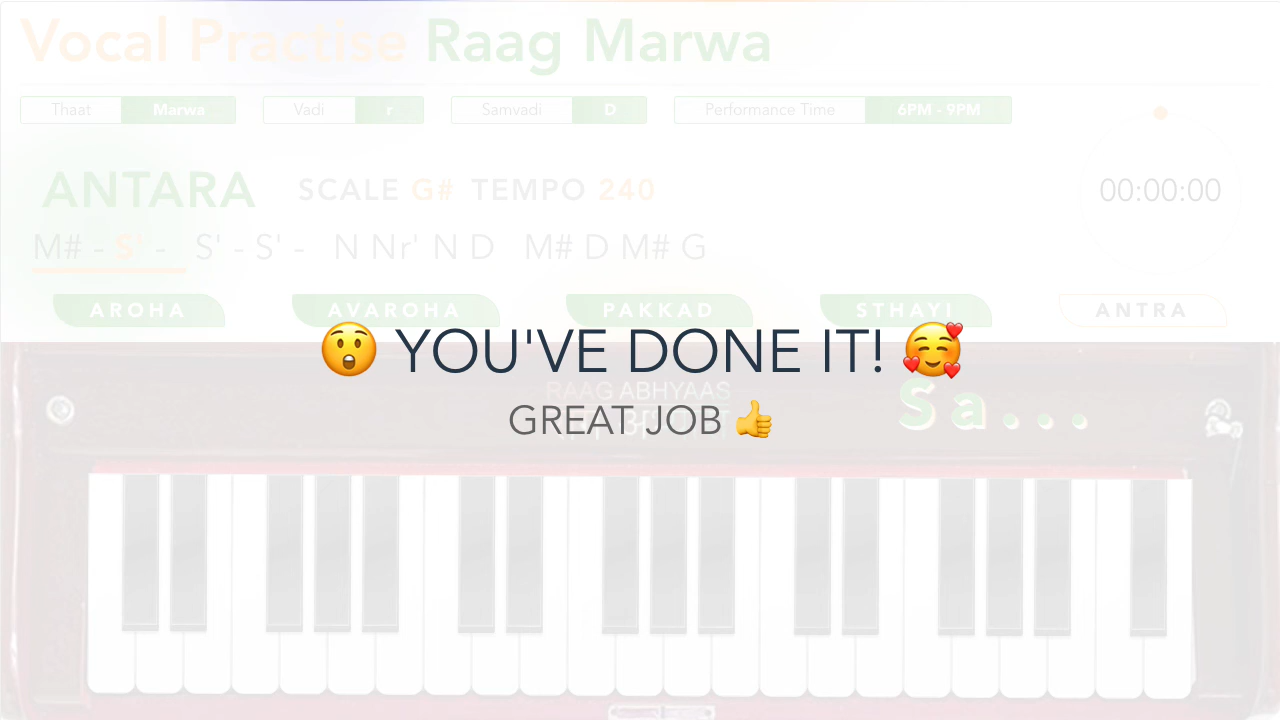 Vocal Practise Raag Marwa
Thaat Marwa Vadi r Samvadi D Performance Time 6PM - 9PM
ANTARA SCALE G# TEMPO 240
00:00:00
M# - S' - S' - S' - N Nr' N D M# D M# G
AROHA AVAROHA PAKKAD STHAYI ANTRA
😲 YOU'VE DONE IT! 🥰
RAAG ABHYAAS
GREAT JOB 👍
Sa...